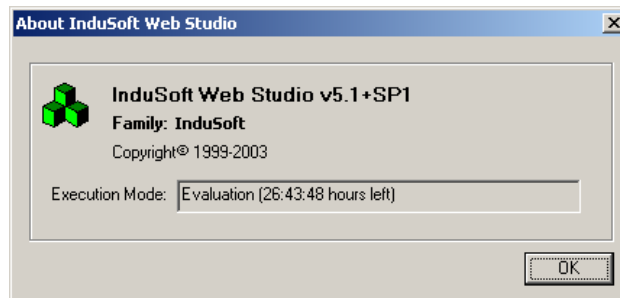 About InduSoft Web Studio
InduSoft Web Studio v5.1+SP1
Family: InduSoft
Copyright© 1999-2003
Execution Mode: Evaluation (26:43:48 hours left)
OK